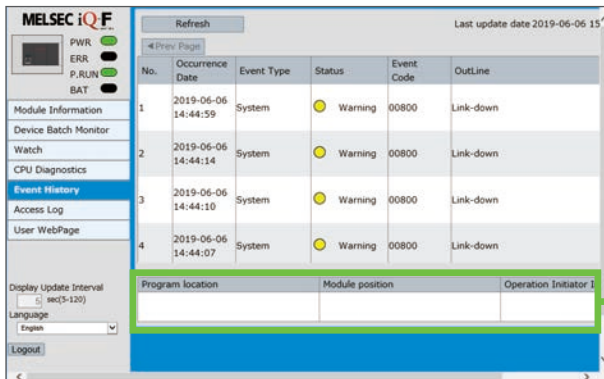 MELSEC iQ-F
PWR
ERR
P.RUN
BAT
Module Information
Device Batch Monitor
Watch
CPU Diagnostics
Event History
Access Log
User WebPage
Display Update Interval
5 sec(5-120)
Language
English
Logout
Refresh
Last update date 2019-06-06 15
◄Prev Page
No. Occurrence Date Event Type Status Event Code OutLine
1 2019-06-06 14:44:59 System Warning 00800 Link-down
2 2019-06-06 14:44:14 System Warning 00800 Link-down
3 2019-06-06 14:44:10 System Warning 00800 Link-down
4 2019-06-06 14:44:07 System Warning 00800 Link-down
Program location Module position Operation Initiator I